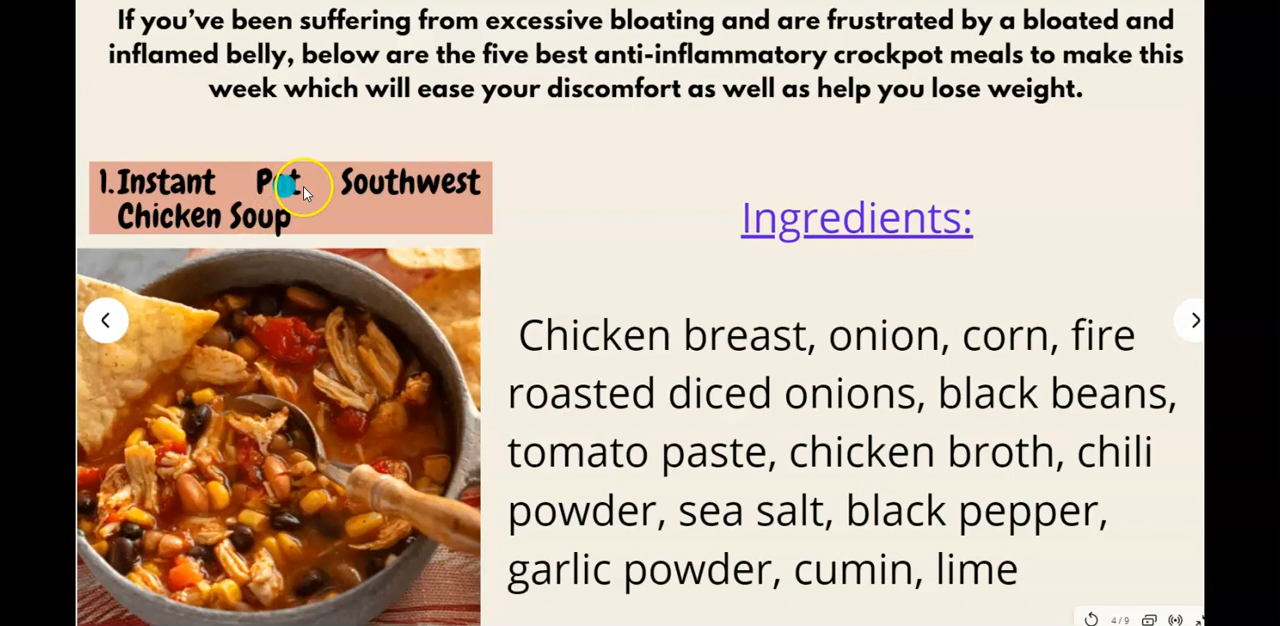 If you’ve been suffering from excessive bloating and are frustrated by a bloated and
inflamed belly, below are the five best anti-inflammatory crockpot meals to make this
week which will ease your discomfort as well as help you lose weight.
1. Instant Pot Southwest
Chicken Soup
Ingredients:
Chicken breast, onion, corn, fire
roasted diced onions, black beans,
tomato paste, chicken broth, chili
powder, sea salt, black pepper,
garlic powder, cumin, lime
4/9